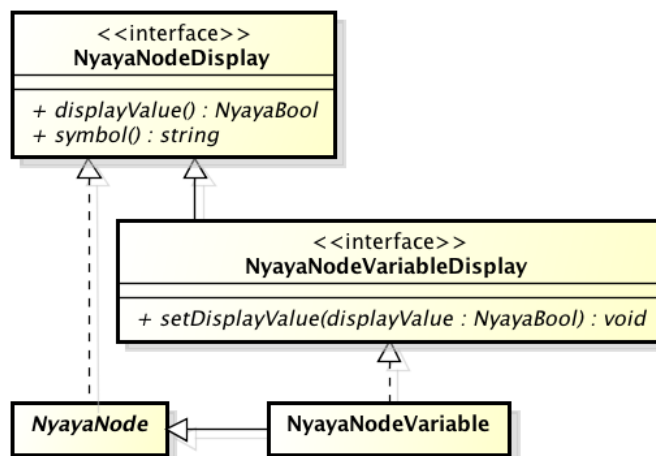 <<interface>>
NyayaNodeDisplay
+ displayValue() : NyayaBool
+ symbol() : string
<<interface>>
NyayaNodeVariableDisplay
+ setDisplayValue(displayValue : NyayaBool) : void
NyayaNode
NyayaNodeVariable